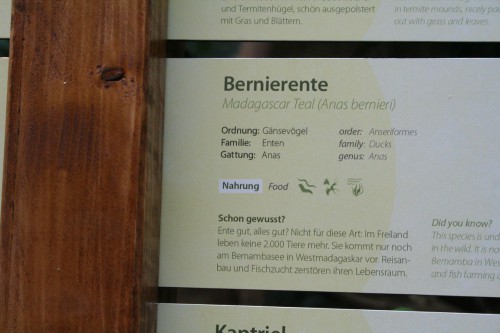 und Termitenhügel, schön ausgepolstert
mit Gras und Blättern.
in termite mounds, nicely
out with grass and leaves.
Bernierente
Madagascar Teal (Anas bernieri)
Ordnung: Gänsevögel order: Anseriformes
Familie: Enten family: Ducks
Gattung: Anas genus: Anas
Nahrung Food
Schon gewusst?
Ente gut, alles gut? Nicht für diese Art: Im Freiland
leben keine 2.000 Tiere mehr. Sie kommt nur noch
am Bemambasee in Westmadagaskar vor. Reisan-
bau und Fischzucht zerstören ihren Lebensraum.
Did you know?
This species is
in the wild. It is
Bemamba in
and fish farming
Kaptriel